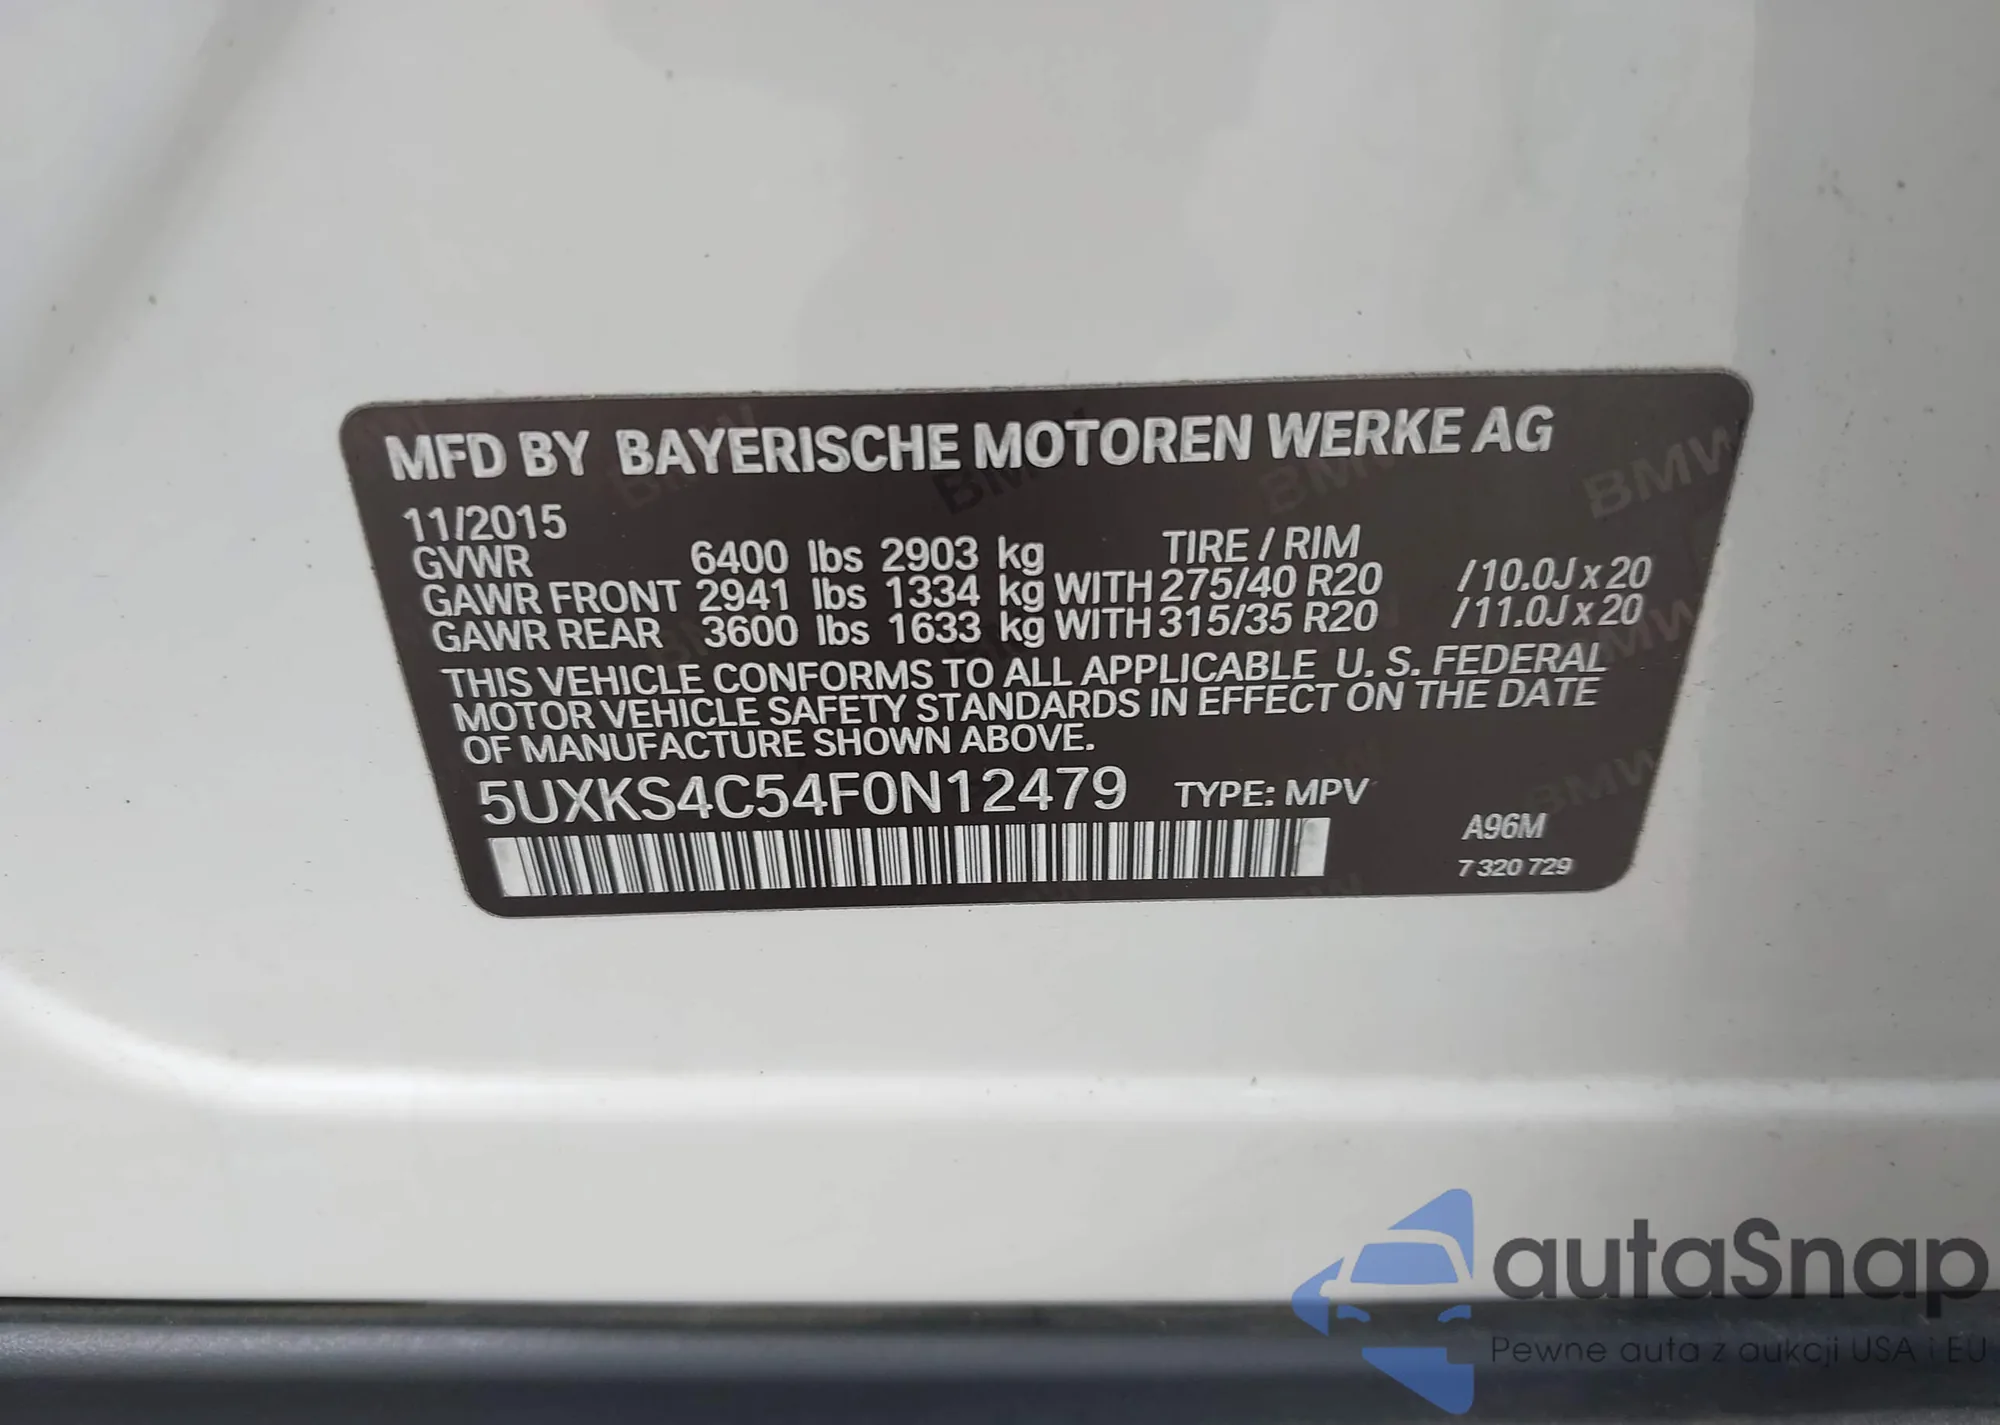 MFD BY BAYERISCHE MOTOREN WERKE AG
11/2015
GVWR 6400 lbs 2903 kg TIRE / RIM
GAWR FRONT 2941 lbs 1334 kg WITH 275/40 R20 / 10.0J x 20
GAWR REAR 3600 lbs 1633 kg WITH 315/35 R20 / 11.0J x 20
THIS VEHICLE CONFORMS TO ALL APPLICABLE U. S. FEDERAL
MOTOR VEHICLE SAFETY STANDARDS IN EFFECT ON THE DATE
OF MANUFACTURE SHOWN ABOVE.
5UXKS4C54F0N12479 TYPE: MPV
A96M
7 320 729
autaSnap
Pewne auta z aukcji USA i EU